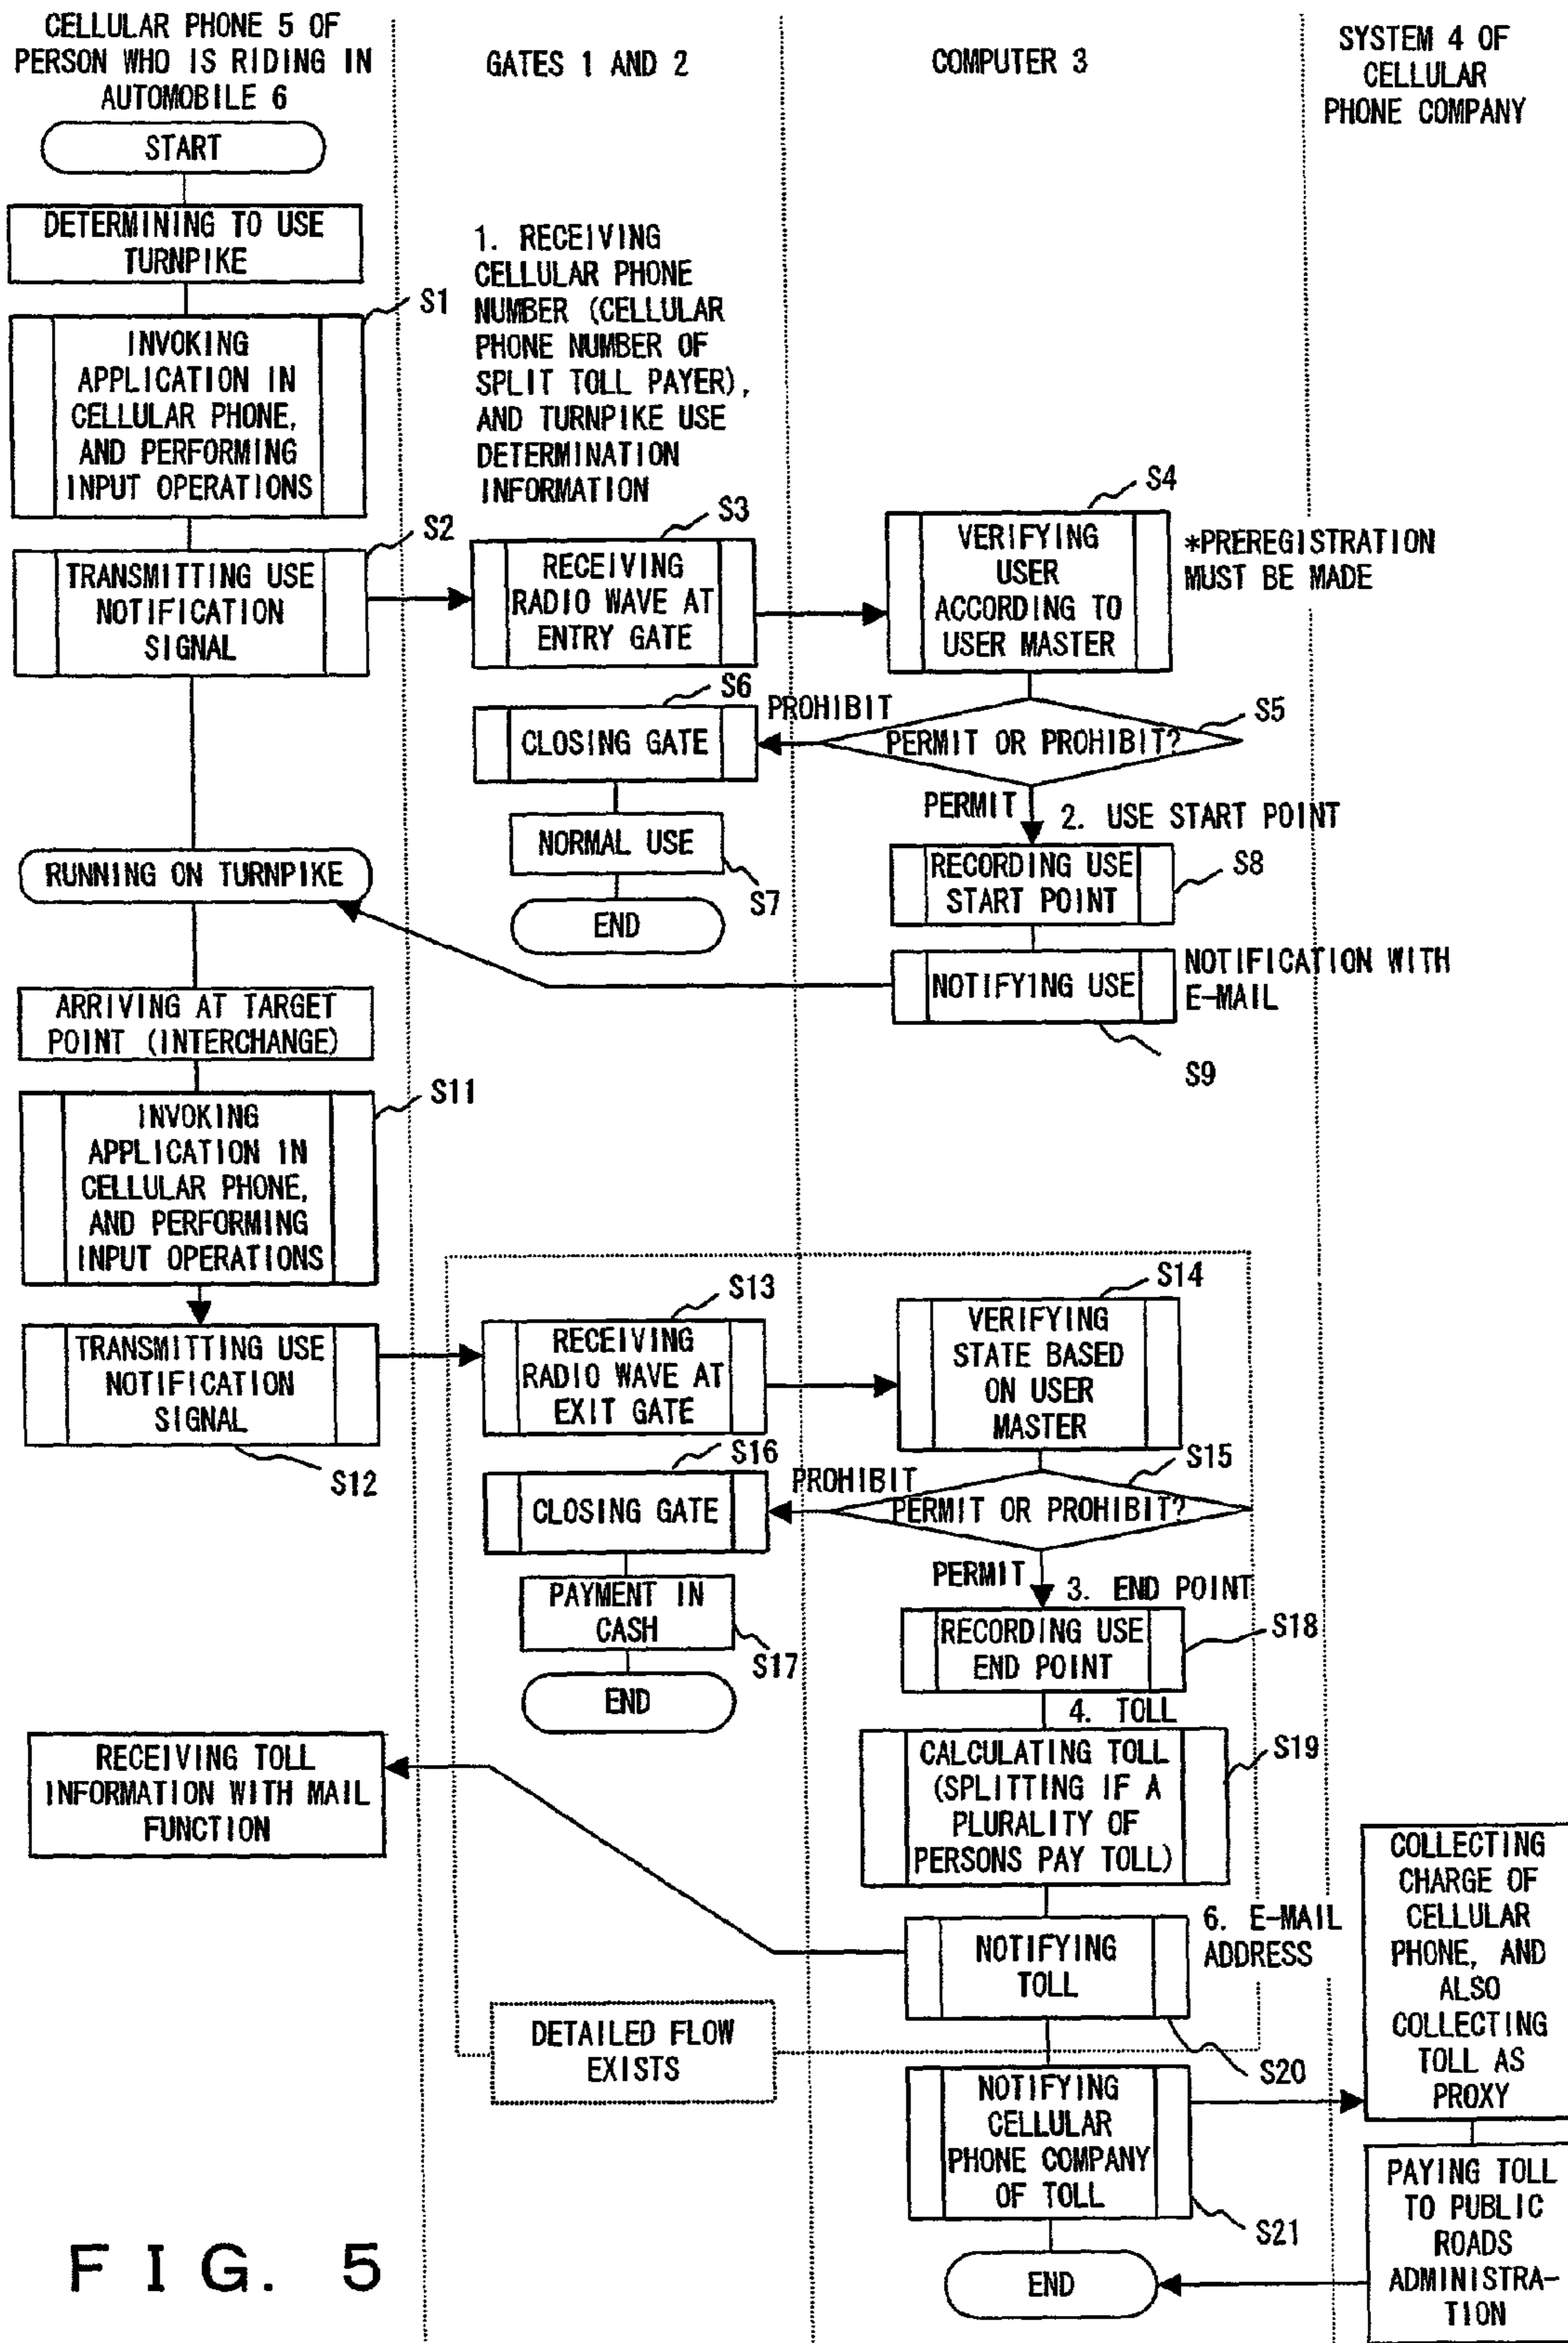 CELLULAR PHONE 5 OF
PERSON WHO IS RIDING IN
AUTOMOBILE 6
GATES 1 AND 2
COMPUTER 3
SYSTEM 4 OF
CELLULAR
PHONE COMPANY
START
DETERMINING TO USE
TURNPIKE
1. RECEIVING
CELLULAR PHONE
NUMBER (CELLULAR
PHONE NUMBER OF
SPLIT TOLL PAYER),
AND TURNPIKE USE
DETERMINATION
INFORMATION
S1
INVOKING
APPLICATION IN
CELLULAR PHONE,
AND PERFORMING
INPUT OPERATIONS
S2
TRANSMITTING USE
NOTIFICATION
SIGNAL
S3
RECEIVING
RADIO WAVE AT
ENTRY GATE
S4
VERIFYING
USER
ACCORDING TO
USER MASTER
*PREREGISTRATION
MUST BE MADE
S6
PROHIBIT
S5
CLOSING GATE
PERMIT OR PROHIBIT?
PERMIT
2. USE START POINT
NORMAL USE
S7
END
RUNNING ON TURNPIKE
RECORDING USE
START POINT
S8
NOTIFYING USE
NOTIFICATION WITH
E-MAIL
S9
ARRIVING AT TARGET
POINT (INTERCHANGE)
S11
INVOKING
APPLICATION IN
CELLULAR PHONE,
AND PERFORMING
INPUT OPERATIONS
TRANSMITTING USE
NOTIFICATION
SIGNAL
S12
S13
RECEIVING
RADIO WAVE AT
EXIT GATE
S14
VERIFYING
STATE BASED
ON USER
MASTER
S16
PROHIBIT
S15
CLOSING GATE
PERMIT OR PROHIBIT?
PERMIT
3. END POINT
PAYMENT IN
CASH
S17
END
RECORDING USE
END POINT
S18
4. TOLL
CALCULATING TOLL
(SPLITTING IF A
PLURALITY OF
PERSONS PAY TOLL)
S19
RECEIVING TOLL
INFORMATION WITH MAIL
FUNCTION
NOTIFYING
TOLL
6. E-MAIL
ADDRESS
S20
DETAILED FLOW
EXISTS
NOTIFYING
CELLULAR
PHONE COMPANY
OF TOLL
S21
COLLECTING
CHARGE OF
CELLULAR
PHONE, AND
ALSO
COLLECTING
TOLL AS
PROXY
PAYING TOLL
TO PUBLIC
ROADS
ADMINISTRA-
TION
END
FIG. 5